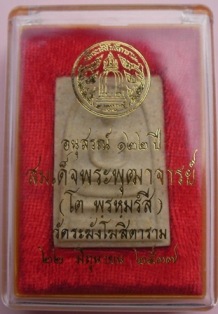 อนุสรณ์ ๑๒๒ ปี
สมเด็จพระพุฒาจารย์
(โต พรหมรังสี)
วัดระฆังโฆสิตาราม
๒๒ มิถุนายน ๒๕๓๗